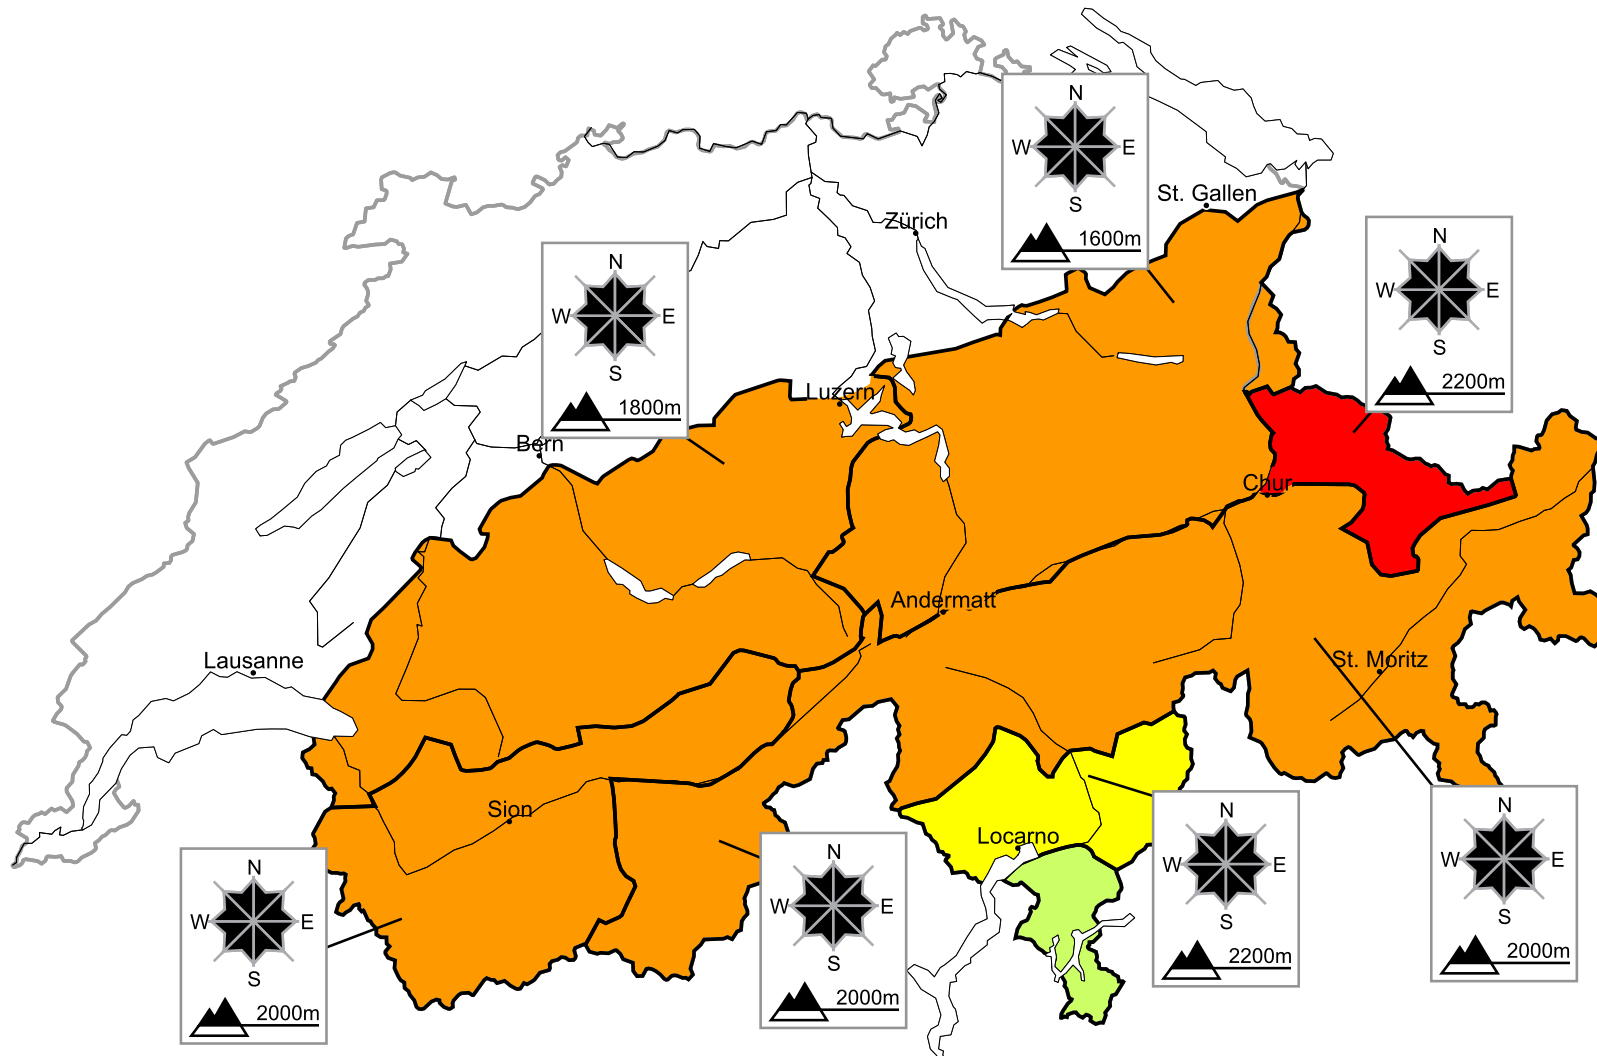 N
W E
S
1600m
St. Gallen
Zürich
N
W E
S
2200m
N
W E
S
1800m
Luzern
Bern
Chur
Andermatt
Lausanne
St. Moritz
Sion
Locarno
N
W E
S
2000m
N
W E
S
2000m
N
W E
S
2200m
N
W E
S
2000m